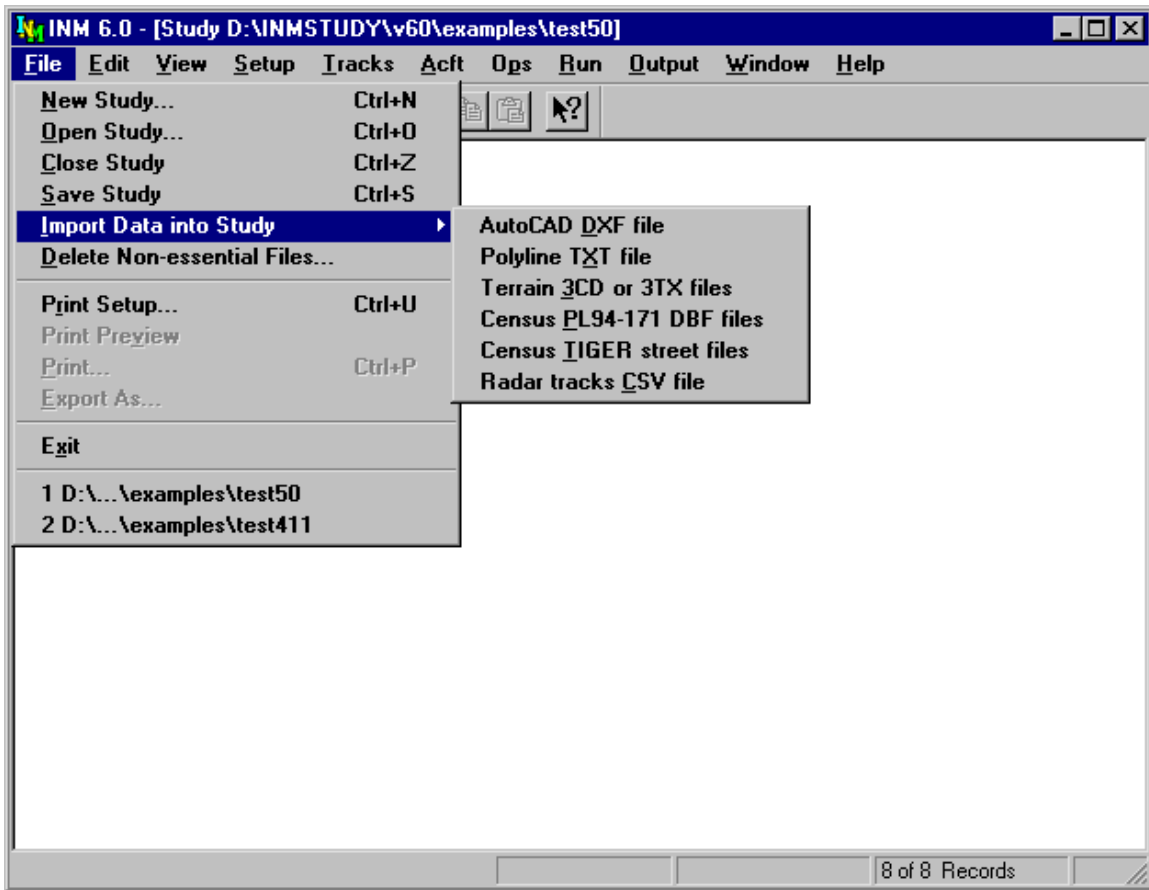 INM 6.0 - [Study D:\INMSTUDY\v60\examples\test50]
File Edit View Setup Tracks Acft Ops Run Output Window Help
New Study... Ctrl+N
Open Study... Ctrl+O
Close Study Ctrl+Z
Save Study Ctrl+S
Import Data into Study
Delete Non-essential Files...
Print Setup... Ctrl+U
Print Preview
Print... Ctrl+P
Export As...
Exit
1 D:\...\examples\test50
2 D:\...\examples\test411
AutoCAD DXF file
Polyline TXT file
Terrain 3CD or 3TX files
Census PL94-171 DBF files
Census TIGER street files
Radar tracks CSV file
8 of 8 Records